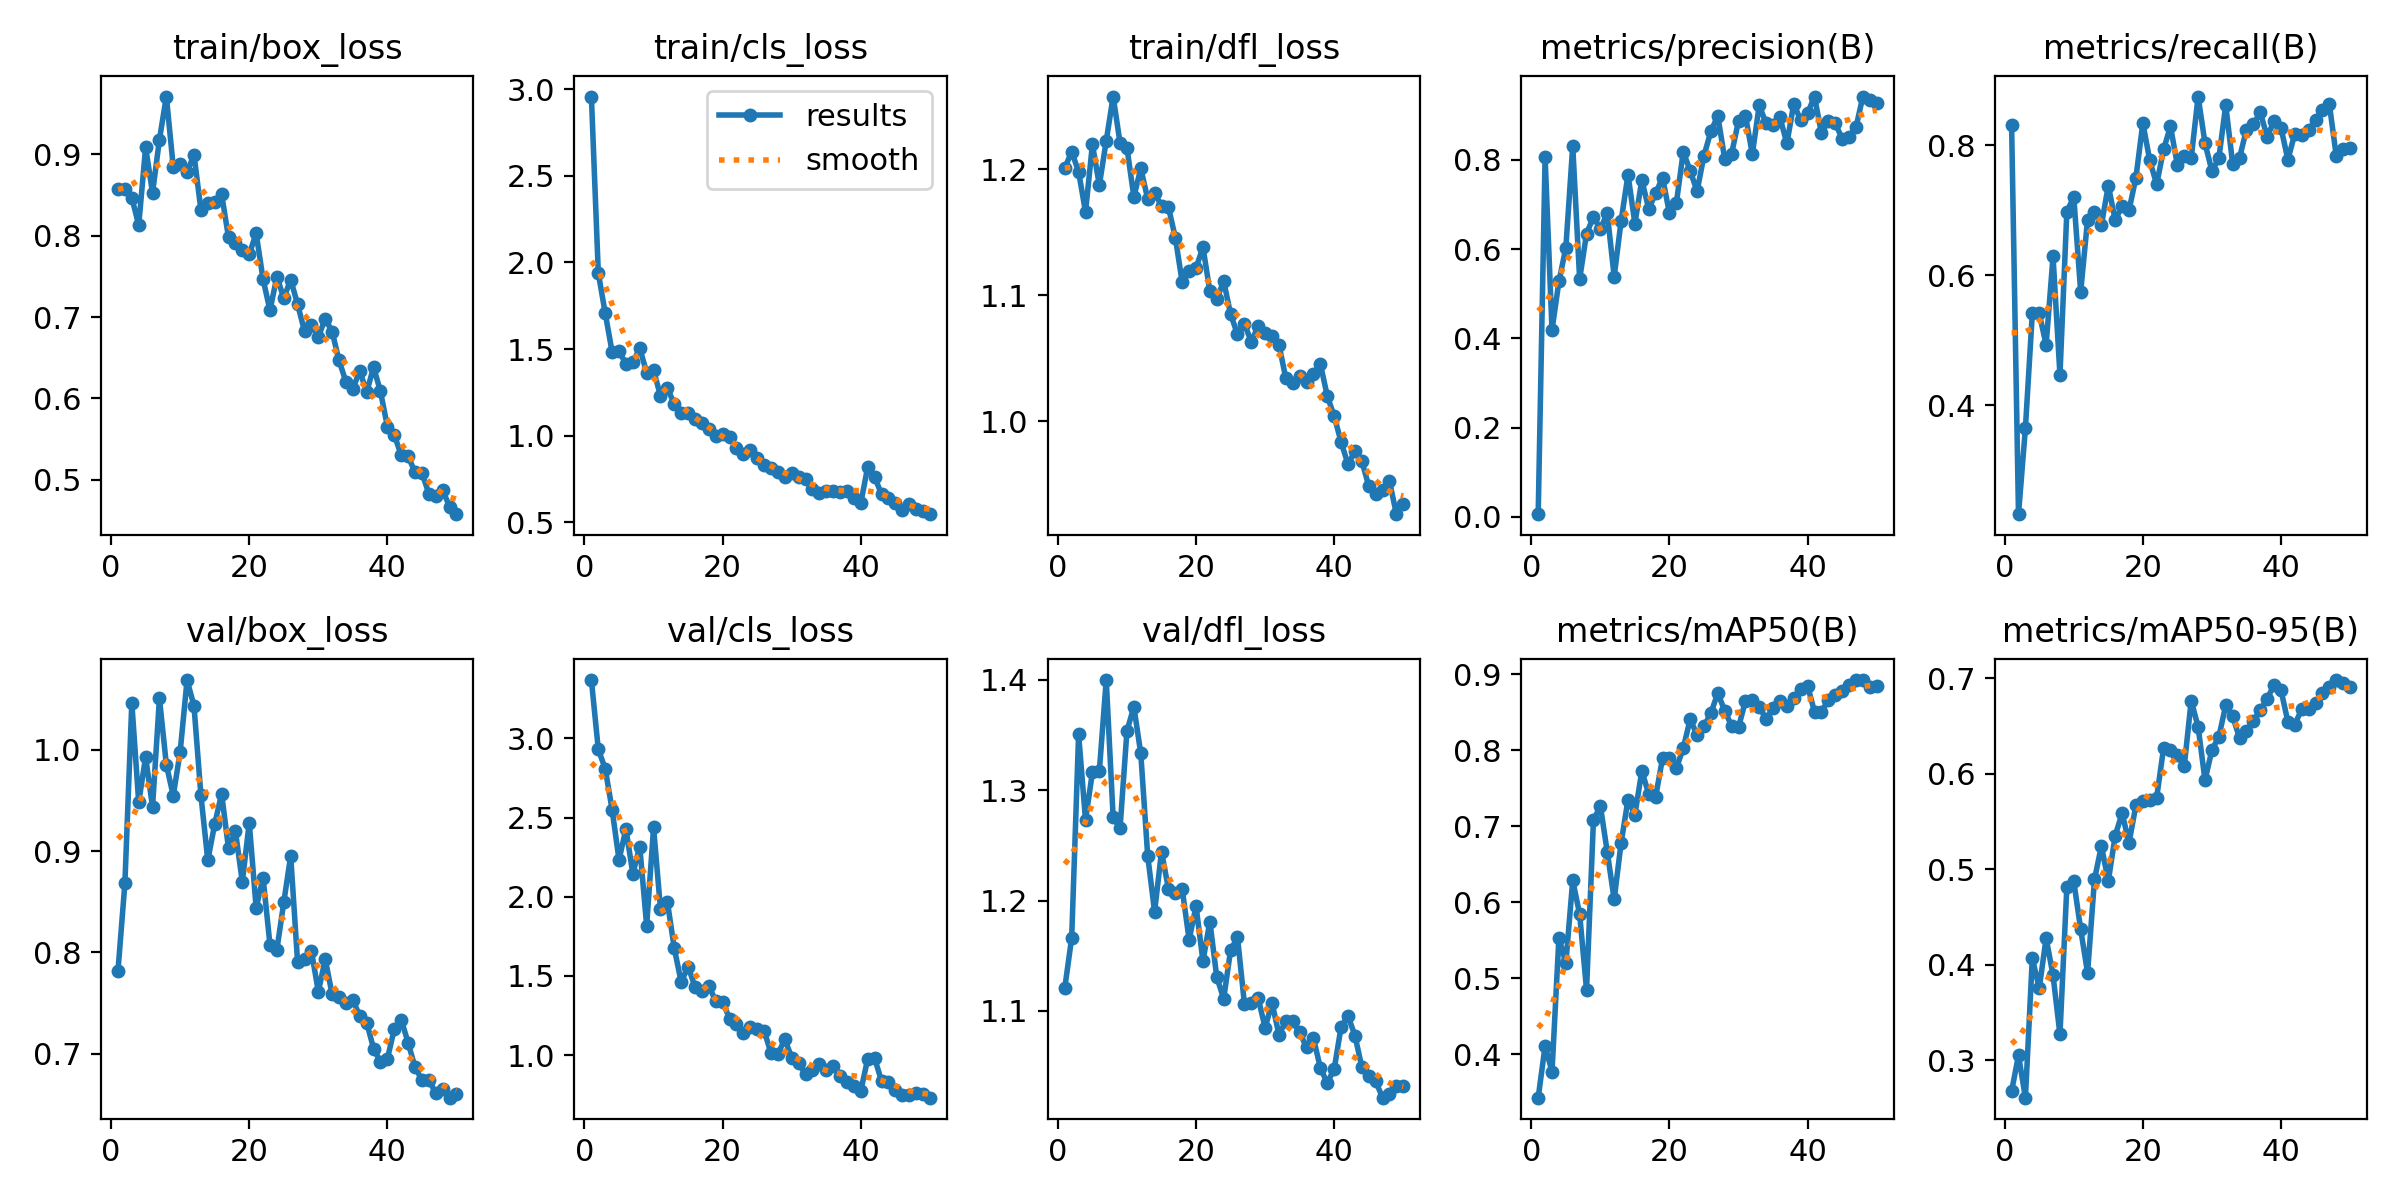 train/box_loss
0.9
0.8
0.7
0.6
0.5
0 20 40
train/cls_loss
3.0
2.5
2.0
1.5
1.0
0.5
results
smooth
0 20 40
train/dfl_loss
1.2
1.1
1.0
0 20 40
metrics/precision(B)
0.8
0.6
0.4
0.2
0.0
0 20 40
metrics/recall(B)
0.8
0.6
0.4
0 20 40
val/box_loss
1.0
0.9
0.8
0.7
0 20 40
val/cls_loss
3.0
2.5
2.0
1.5
1.0
0 20 40
val/dfl_loss
1.4
1.3
1.2
1.1
0 20 40
metrics/mAP50(B)
0.9
0.8
0.7
0.6
0.5
0.4
0 20 40
metrics/mAP50-95(B)
0.7
0.6
0.5
0.4
0.3
0 20 40